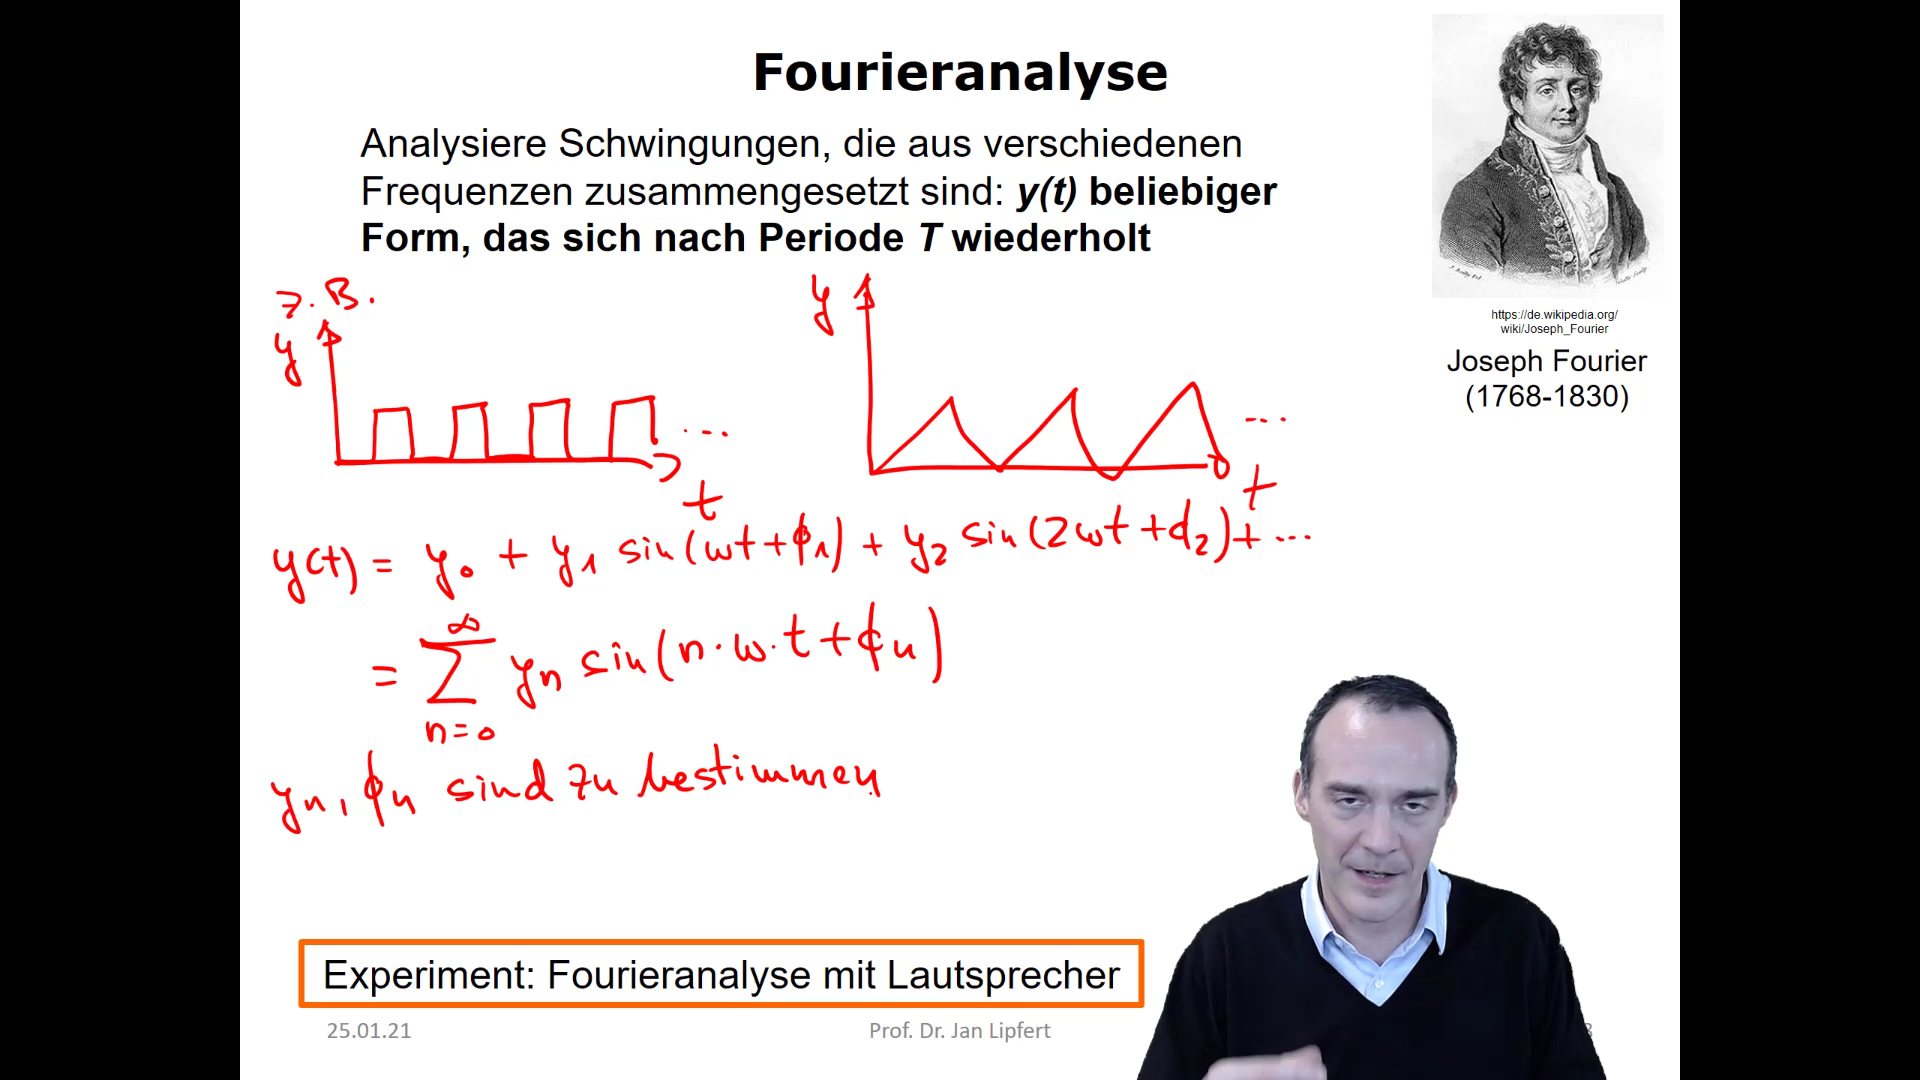 Fourieranalyse
Analysiere Schwingungen, die aus verschiedenen
Frequenzen zusammengesetzt sind: y(t) beliebiger
Form, das sich nach Periode T wiederholt
https://de.wikipedia.org/
wiki/Joseph_Fourier
Joseph Fourier
(1768-1830)
z.B.
y
...
t
y
...
t
y(t) = y₀ + y₁ sin(ωt+ϕ₁) + y₂ sin(2ωt+ϕ₂)+ ...
= ∑ₙ₌₀^∞ yₙ sin(n·ω·t+ϕₙ)
yₙ, ϕₙ sind zu bestimmen
Experiment: Fourieranalyse mit Lautsprecher
25.01.21
Prof. Dr. Jan Lipfert